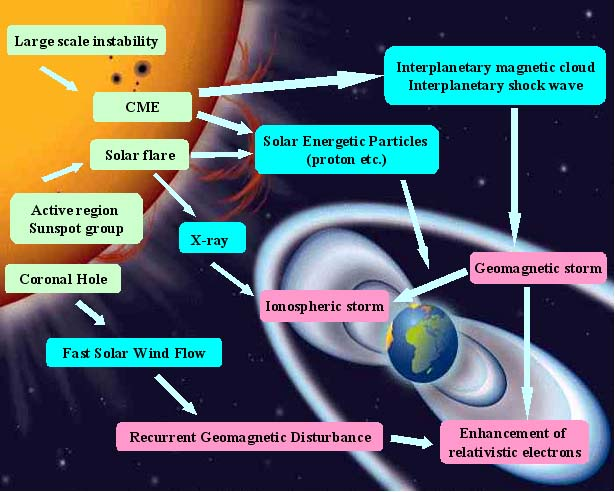 Large scale instability
CME
Interplanetary magnetic cloud
Interplanetary shock wave
Solar flare
Solar Energetic Particles
(proton etc.)
Active region
Sunspot group
X-ray
Coronal Hole
Geomagnetic storm
Ionospheric storm
Fast Solar Wind Flow
Recurrent Geomagnetic Disturbance
Enhancement of
relativistic electrons